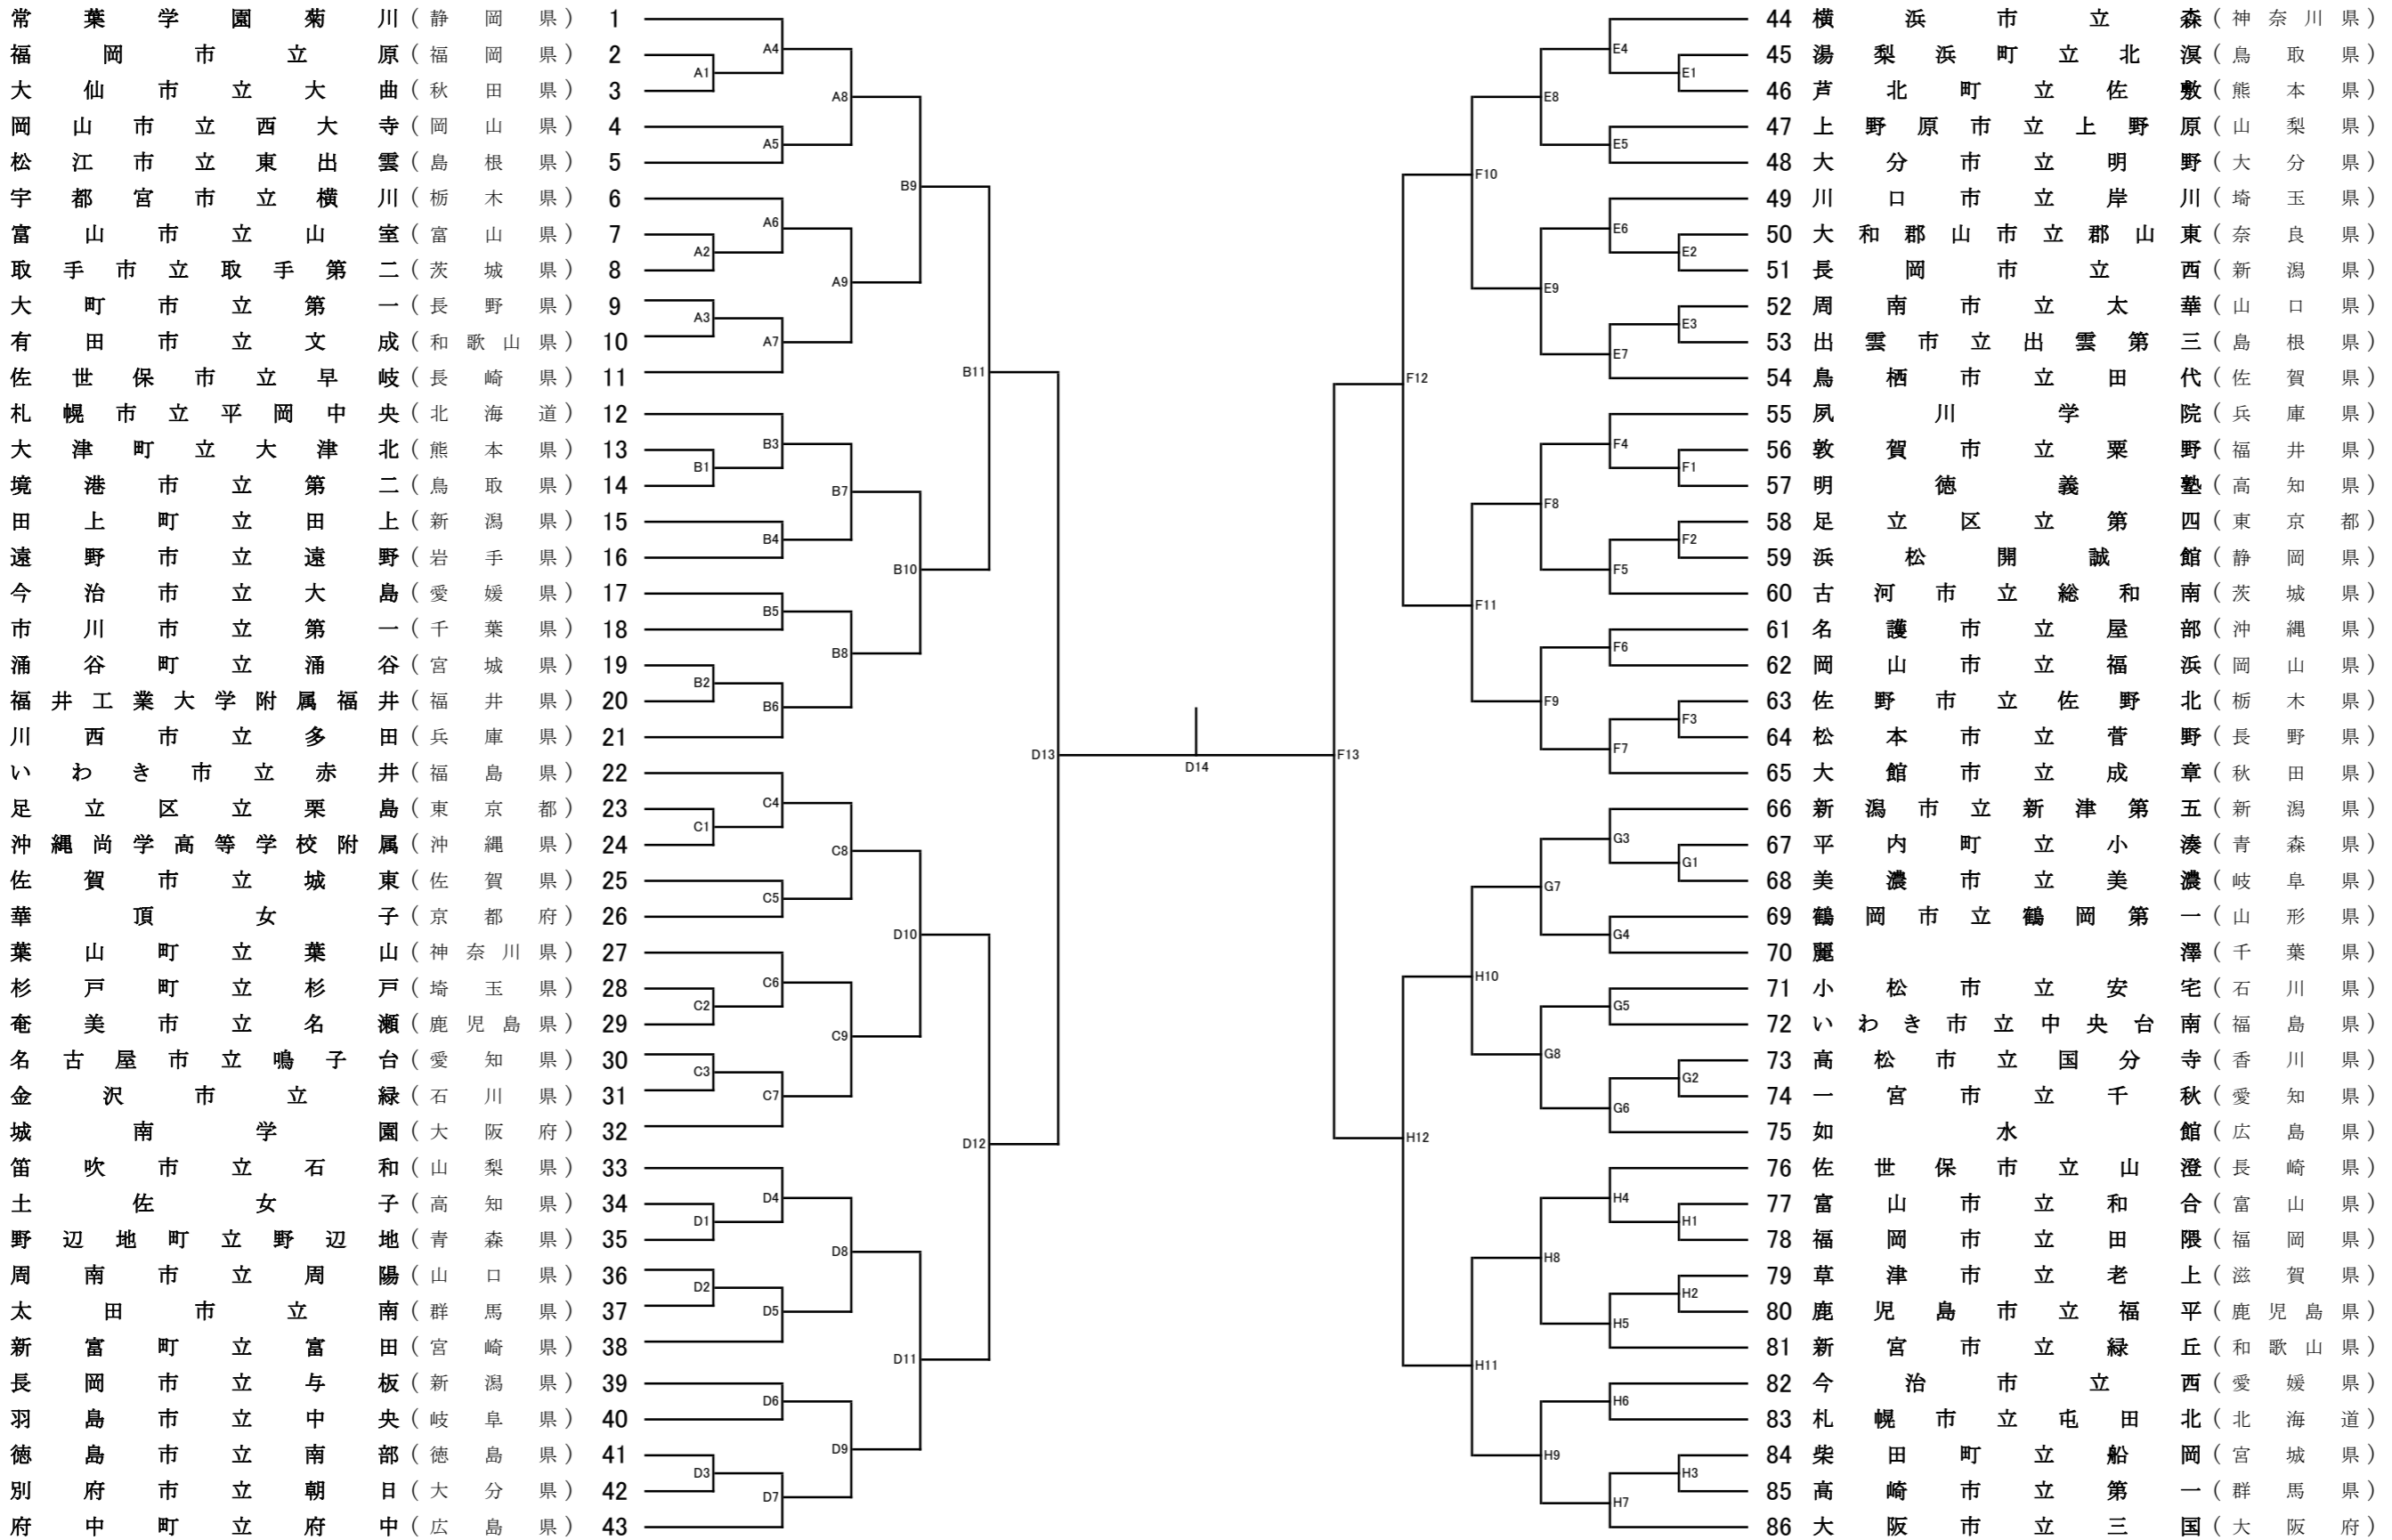 常葉学園菊川(静岡県) 1
福岡市立原(福岡県) 2
大仙市立大曲(秋田県) 3
岡山市立西大寺(岡山県) 4
松江市立東出雲(島根県) 5
宇都宮市立横川(栃木県) 6
富山市立山室(富山県) 7
取手市立取手第二(茨城県) 8
大町市立第一(長野県) 9
有田市立文成(和歌山県) 10
佐世保市立早岐(長崎県) 11
札幌市立平岡中央(北海道) 12
大津町立大津北(熊本県) 13
境港市立第二(鳥取県) 14
田上町立田上(新潟県) 15
遠野市立遠野(岩手県) 16
今治市立大島(愛媛県) 17
市川市立第一(千葉県) 18
涌谷町立涌谷(宮城県) 19
福井工業大学附属福井(福井県) 20
川西市立多田(兵庫県) 21
いわき市立赤井(福島県) 22
足立区立栗島(東京都) 23
沖縄尚学高等学校附属(沖縄県) 24
佐賀市立城東(佐賀県) 25
華頂女子(京都府) 26
葉山町立葉山(神奈川県) 27
杉戸町立杉戸(埼玉県) 28
奄美市立名瀬(鹿児島県) 29
名古屋市立鳴子台(愛知県) 30
金沢市立緑(石川県) 31
城南学園(大阪府) 32
笛吹市立石和(山梨県) 33
土佐女子(高知県) 34
野辺地町立野辺地(青森県) 35
周南市立周陽(山口県) 36
太田市立南(群馬県) 37
新富町立富田(宮崎県) 38
長岡市立与板(新潟県) 39
羽島市立中央(岐阜県) 40
徳島市立南部(徳島県) 41
別府市立朝日(大分県) 42
府中町立府中(広島県) 43
A4
A1
A8
A5
B9
A6
A2
A9
A3
A7
B11
B3
B1
B7
B4
B10
B5
B8
B2
B6
D13
C4
C1
C8
C5
D10
C6
C2
C9
C3
C7
D12
D4
D1
D8
D2
D5
D11
D6
D9
D3
D7
D14
E4
E1
E8
E5
F10
E6
E2
E9
E3
E7
F12
F4
F1
F8
F2
F5
F11
F6
F9
F3
F7
F13
G3
G1
G7
G4
H10
G5
G8
G2
G6
H12
H4
H1
H8
H2
H5
H11
H6
H9
H3
H7
44 横浜市立森(神奈川県)
45 湯梨浜町立北溟(鳥取県)
46 芦北町立佐敷(熊本県)
47 上野原市立上野原(山梨県)
48 大分市立明野(大分県)
49 川口市立岸川(埼玉県)
50 大和郡山市立郡山東(奈良県)
51 長岡市立西(新潟県)
52 周南市立太華(山口県)
53 出雲市立出雲第三(島根県)
54 鳥栖市立田代(佐賀県)
55 夙川学院(兵庫県)
56 敦賀市立粟野(福井県)
57 明徳義塾(高知県)
58 足立区立第四(東京都)
59 浜松開誠館(静岡県)
60 古河市立総和南(茨城県)
61 名護市立屋部(沖縄県)
62 岡山市立福浜(岡山県)
63 佐野市立佐野北(栃木県)
64 松本市立菅野(長野県)
65 大館市立成章(秋田県)
66 新潟市立新津第五(新潟県)
67 平内町立小湊(青森県)
68 美濃市立美濃(岐阜県)
69 鶴岡市立鶴岡第一(山形県)
70 麗澤(千葉県)
71 小松市立安宅(石川県)
72 いわき市立中央台南(福島県)
73 高松市立国分寺(香川県)
74 一宮市立千秋(愛知県)
75 如水館(広島県)
76 佐世保市立山澄(長崎県)
77 富山市立和合(富山県)
78 福岡市立田隈(福岡県)
79 草津市立老上(滋賀県)
80 鹿児島市立福平(鹿児島県)
81 新宮市立緑丘(和歌山県)
82 今治市立西(愛媛県)
83 札幌市立屯田北(北海道)
84 柴田町立船岡(宮城県)
85 高崎市立第一(群馬県)
86 大阪市立三国(大阪府)